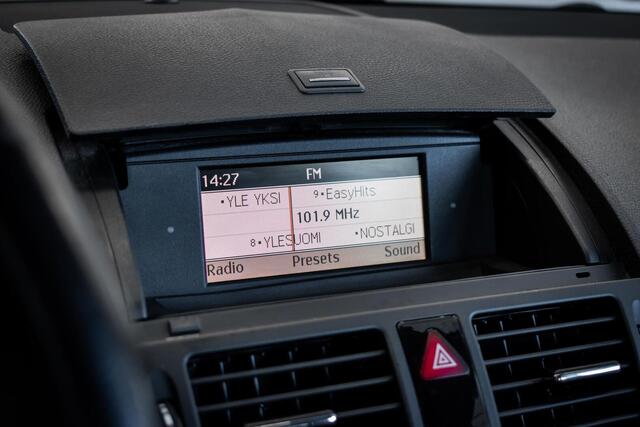 14:27 FM
•YLE YKSI 9•EasyHits
101.9 MHz
8•YLESUOMI •NOSTALGI
Radio Presets Sound